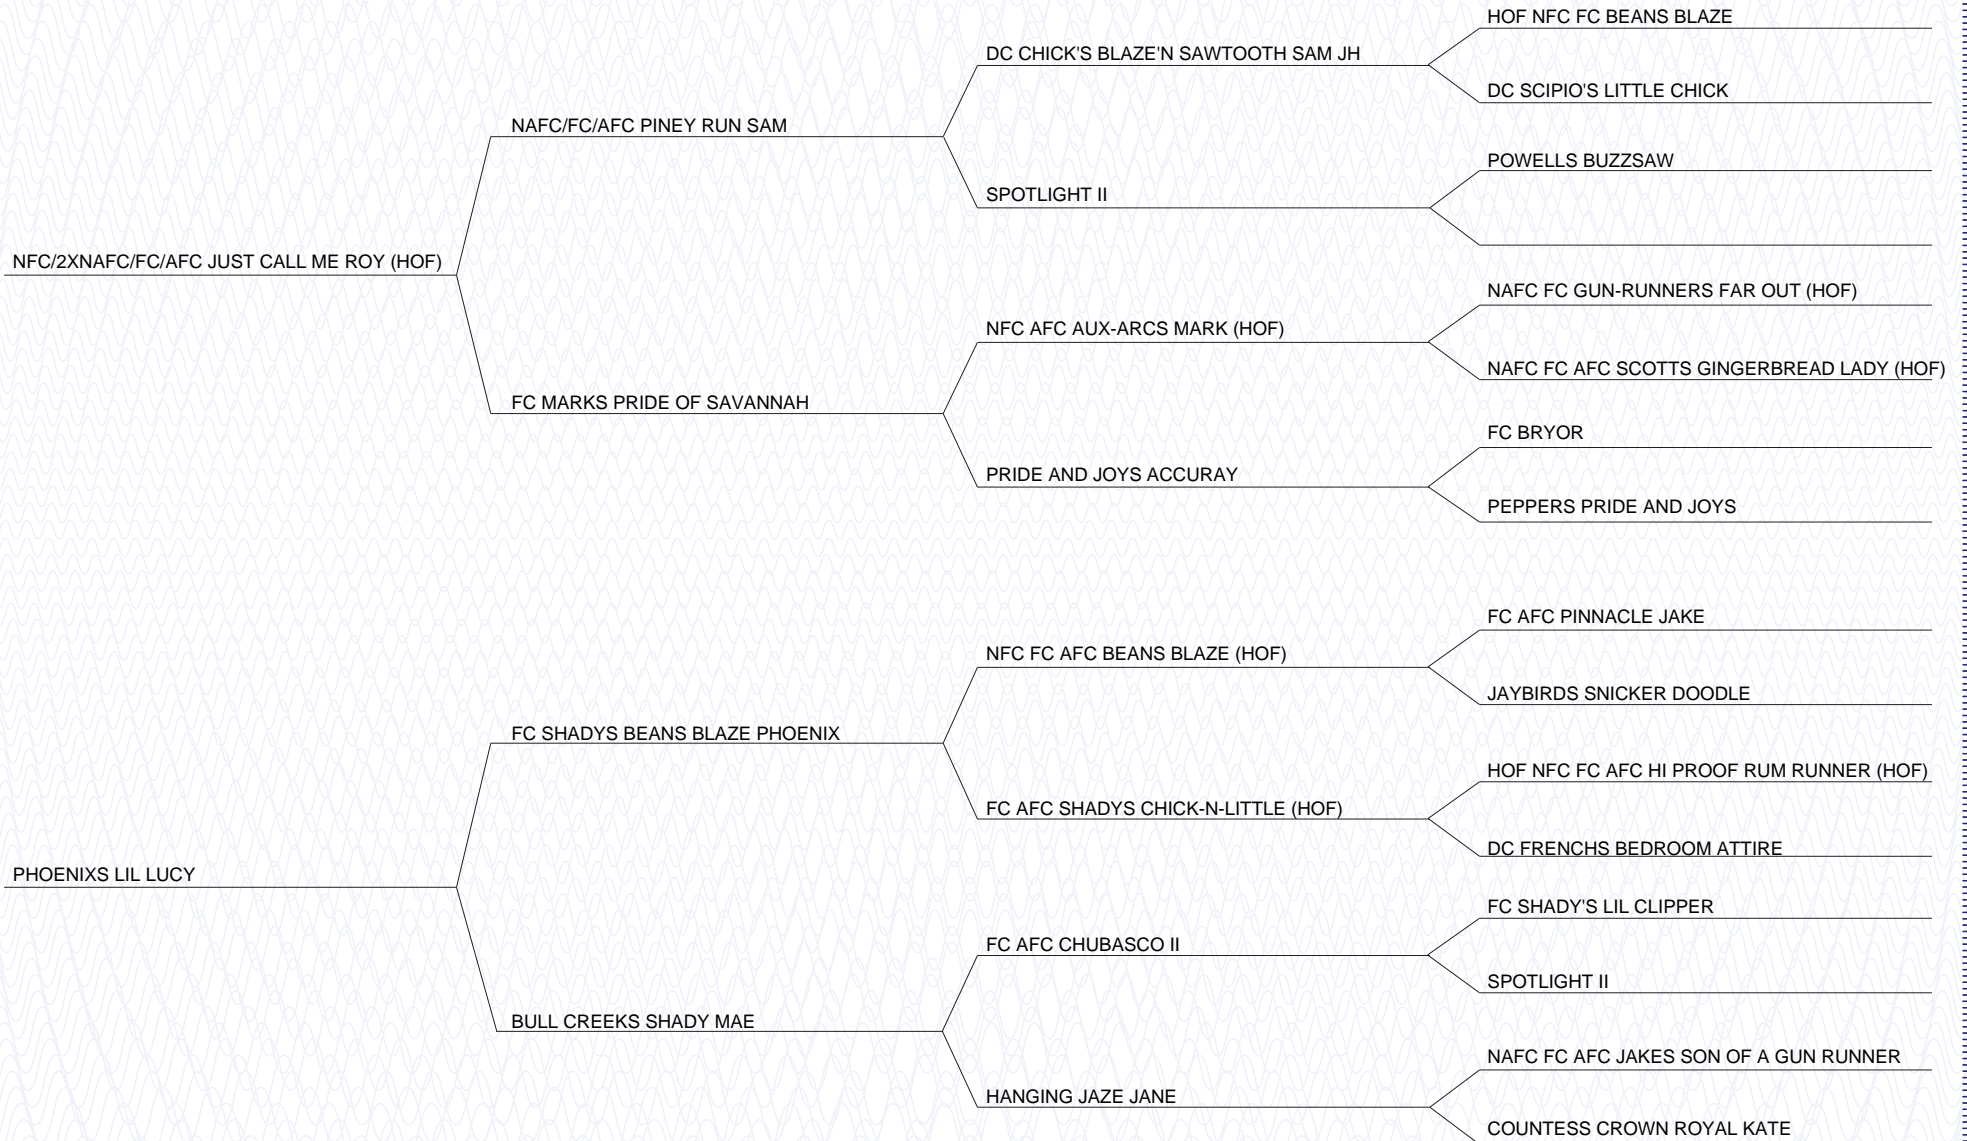 HOF NFC FC BEANS BLAZE
DC CHICK'S BLAZE'N SAWTOOTH SAM JH
DC SCIPIO'S LITTLE CHICK
NAFC/FC/AFC PINEY RUN SAM
POWELLS BUZZSAW
SPOTLIGHT II
NFC/2XNAFC/FC/AFC JUST CALL ME ROY (HOF)
NAFC FC GUN-RUNNERS FAR OUT (HOF)
NFC AFC AUX-ARCS MARK (HOF)
NAFC FC AFC SCOTTS GINGERBREAD LADY (HOF)
FC MARKS PRIDE OF SAVANNAH
FC BRYOR
PRIDE AND JOYS ACCURAY
PEPPERS PRIDE AND JOYS
FC AFC PINNACLE JAKE
NFC FC AFC BEANS BLAZE (HOF)
JAYBIRDS SNICKER DOODLE
FC SHADYS BEANS BLAZE PHOENIX
HOF NFC FC AFC HI PROOF RUM RUNNER (HOF)
FC AFC SHADYS CHICK-N-LITTLE (HOF)
DC FRENCHS BEDROOM ATTIRE
PHOENIXS LIL LUCY
FC SHADY'S LIL CLIPPER
FC AFC CHUBASCO II
SPOTLIGHT II
BULL CREEKS SHADY MAE
NAFC FC AFC JAKES SON OF A GUN RUNNER
HANGING JAZE JANE
COUNTESS CROWN ROYAL KATE